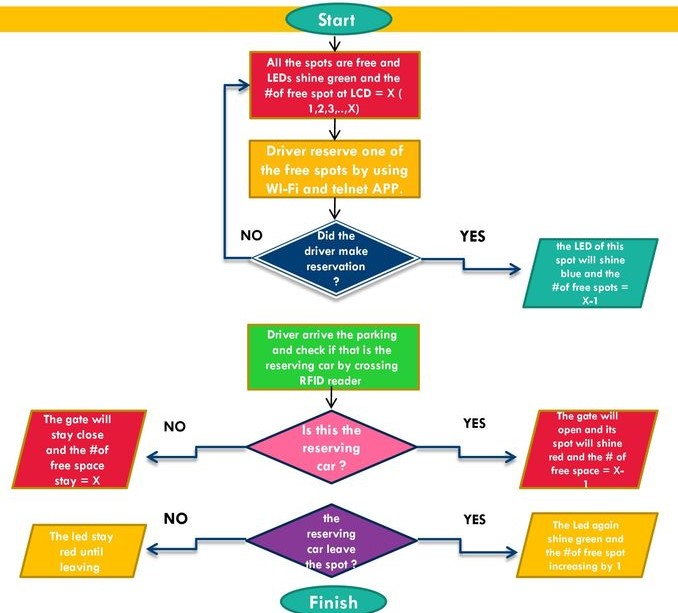 Start
All the spots are free and
LEDs shine green and the
#of free spot at LCD = X (
1,2,3,..,X)
Driver reserve one of
the free spots by using
WI-Fi and telnet APP.
NO
Did the
driver make
reservation
?
YES
the LED of this
spot will shine
blue and the
#of free spots =
X-1
Driver arrive the parking
and check if that is the
reserving car by crossing
RFID reader
The gate will
stay close
and the #of
free space
stay = X
NO
Is this the
reserving
car ?
YES
The gate will
open and its
spot will shine
red and the # of
free space = X-
1
The led stay
red until
leaving
NO
the
reserving
car leave
the spot ?
YES
The Led again
shine green and
the #of free spot
increasing by 1
Finish